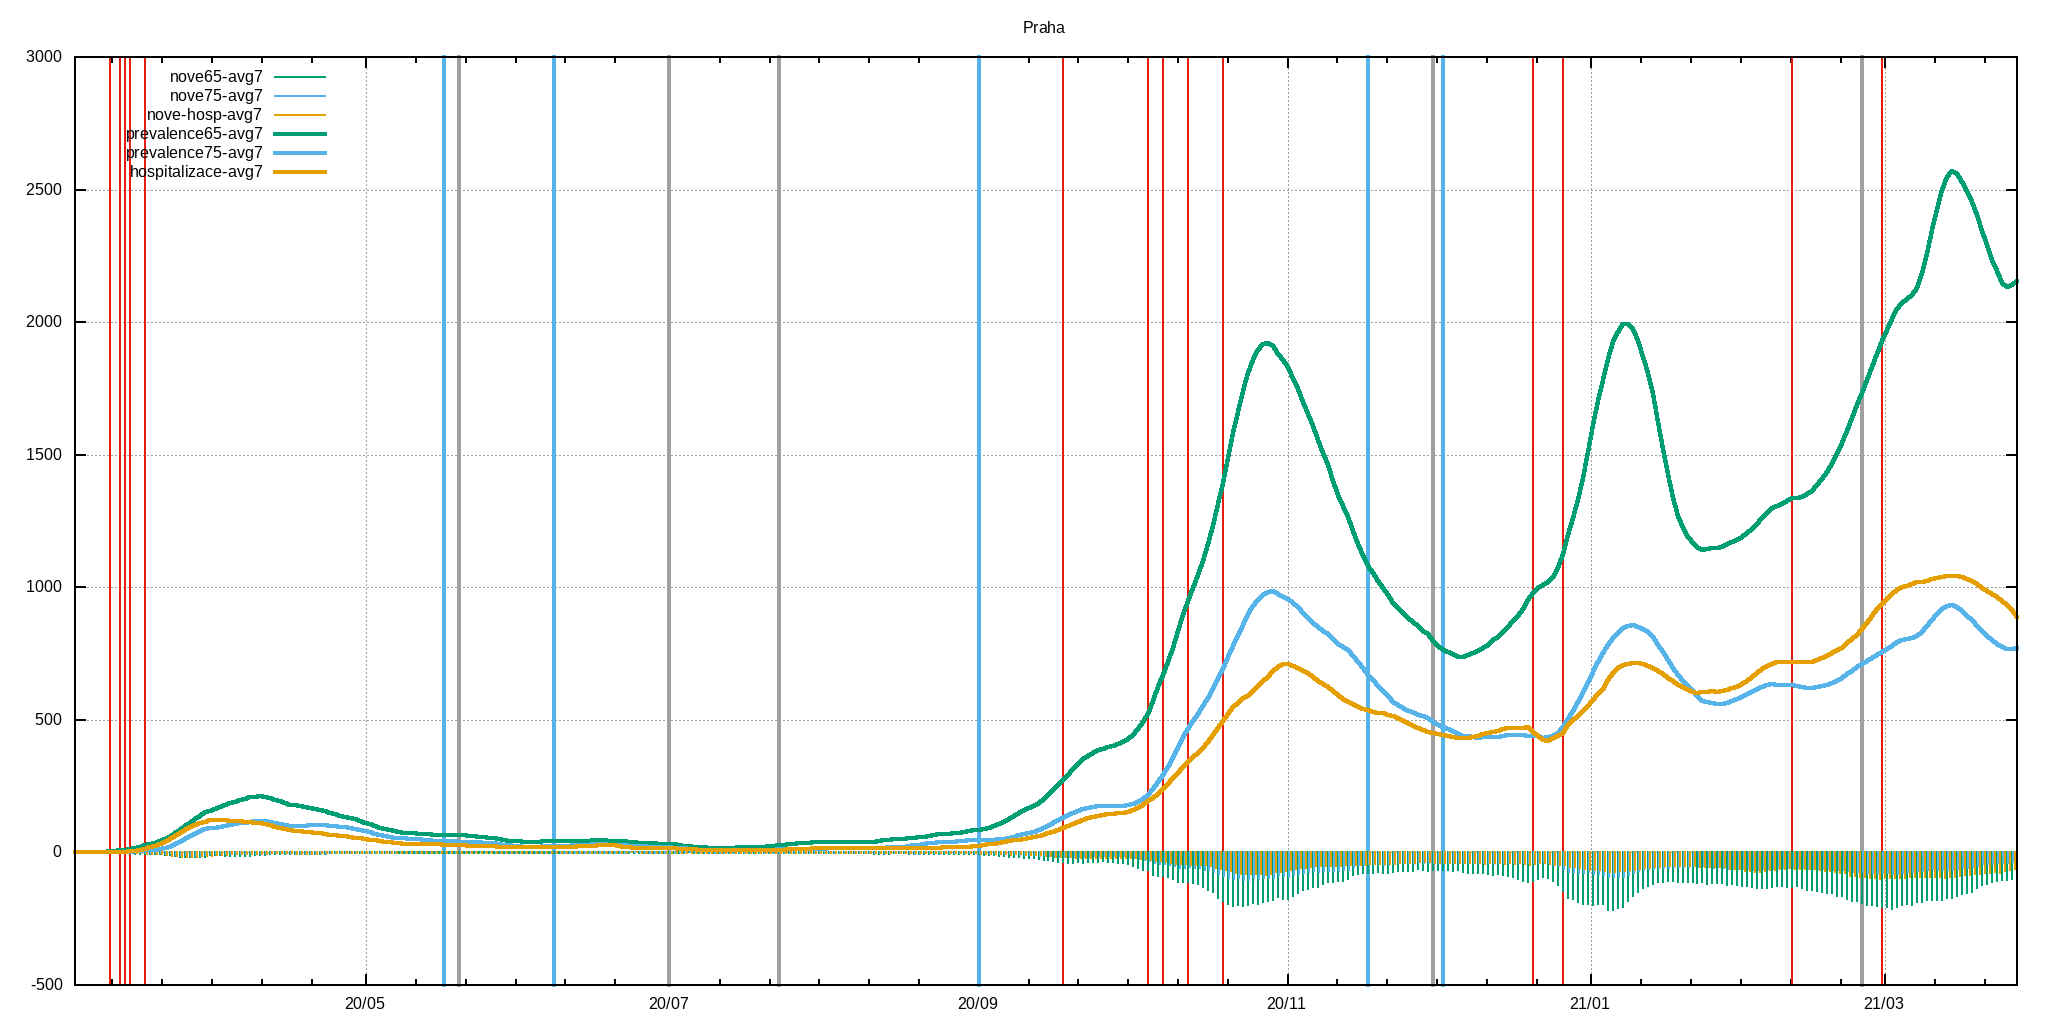 Praha
3000
2500
2000
1500
1000
500
0
-500
nove65-avg7
nove75-avg7
nove-hosp-avg7
prevalence65-avg7
prevalence75-avg7
hospitalizace-avg7
20/05
20/07
20/09
20/11
21/01
21/03